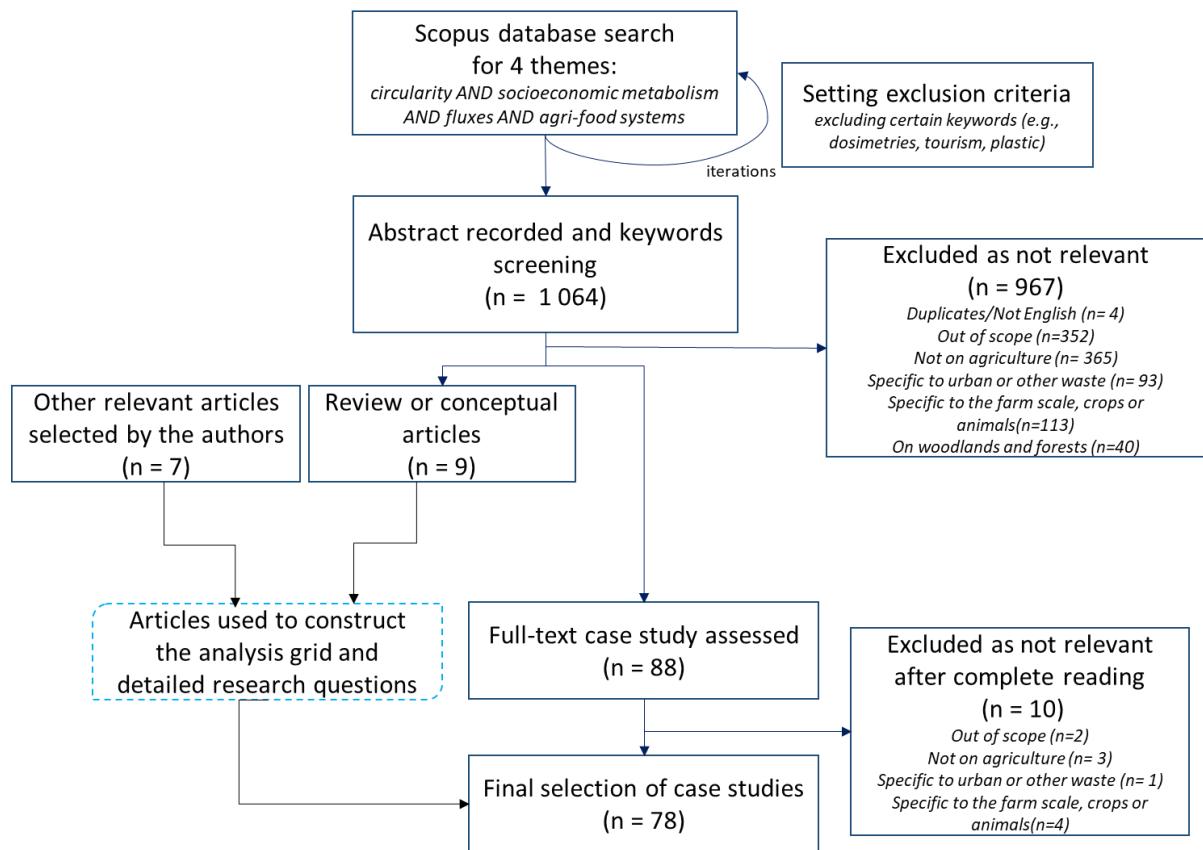 Scopus database search
for 4 themes:
circularity AND socioeconomic metabolism
AND fluxes AND agri-food systems
Setting exclusion criteria
excluding certain keywords (e.g.,
dosimetries, tourism, plastic)
iterations
Abstract recorded and keywords
screening
(n = 1 064)
Excluded as not relevant
(n = 967)
Duplicates/Not English (n= 4)
Out of scope (n=352)
Not on agriculture (n= 365)
Specific to urban or other waste (n= 93)
Specific to the farm scale, crops or
animals(n=113)
On woodlands and forests (n=40)
Other relevant articles
selected by the authors
(n = 7)
Review or conceptual
articles
(n = 9)
Articles used to construct
the analysis grid and
detailed research questions
Full-text case study assessed
(n = 88)
Excluded as not relevant
after complete reading
(n = 10)
Out of scope (n=2)
Not on agriculture (n= 3)
Specific to urban or other waste (n= 1)
Specific to the farm scale, crops or
animals(n=4)
Final selection of case studies
(n = 78)